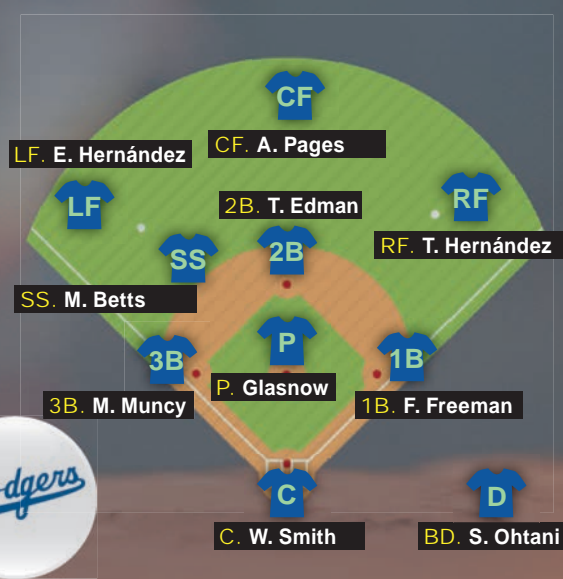 CF
CF. A. Pages
LF. E. Hernández
LF
RF
2B. T. Edman
2B
RF. T. Hernández
SS
SS. M. Betts
P
3B
1B
P. Glasnow
3B. M. Muncy
1B. F. Freeman
dgers
C
D
C. W. Smith
BD. S. Ohtani